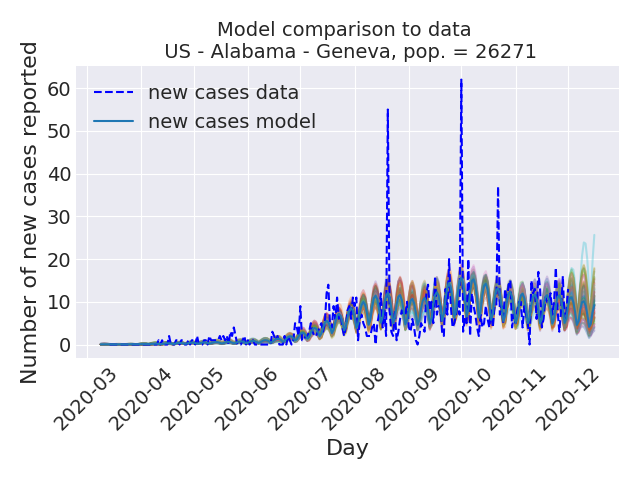 Model comparison to data
US - Alabama - Geneva, pop. = 26271
Number of new cases reported
60
50
40
30
20
10
0
new cases data
new cases model
2020-03
2020-04
2020-05
2020-06
2020-07
2020-08
2020-09
2020-10
2020-11
2020-12
Day